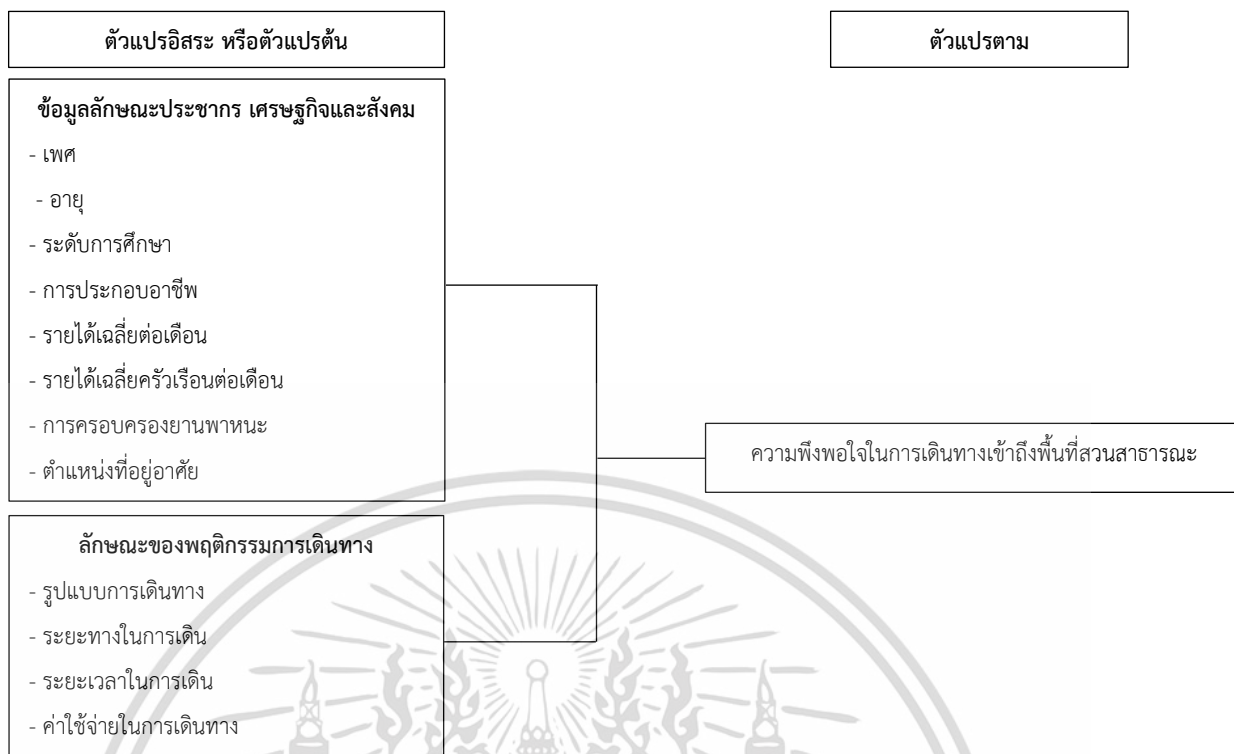 ตัวแปรอิสระ หรือตัวแปรต้น
ตัวแปรตาม
ข้อมูลลักษณะประชากร เศรษฐกิจและสังคม
- เพศ
- อายุ
- ระดับการศึกษา
- การประกอบอาชีพ
- รายได้เฉลี่ยต่อเดือน
- รายได้เฉลี่ยครัวเรือนต่อเดือน
- การครอบครองยานพาหนะ
- ตำแหน่งที่อยู่อาศัย
ความพึงพอใจในการเดินทางเข้าถึงพื้นที่สวนสาธารณะ
ลักษณะของพฤติกรรมการเดินทาง
- รูปแบบการเดินทาง
- ระยะทางในการเดิน
- ระยะเวลาในการเดิน
- ค่าใช้จ่ายในการเดินทาง